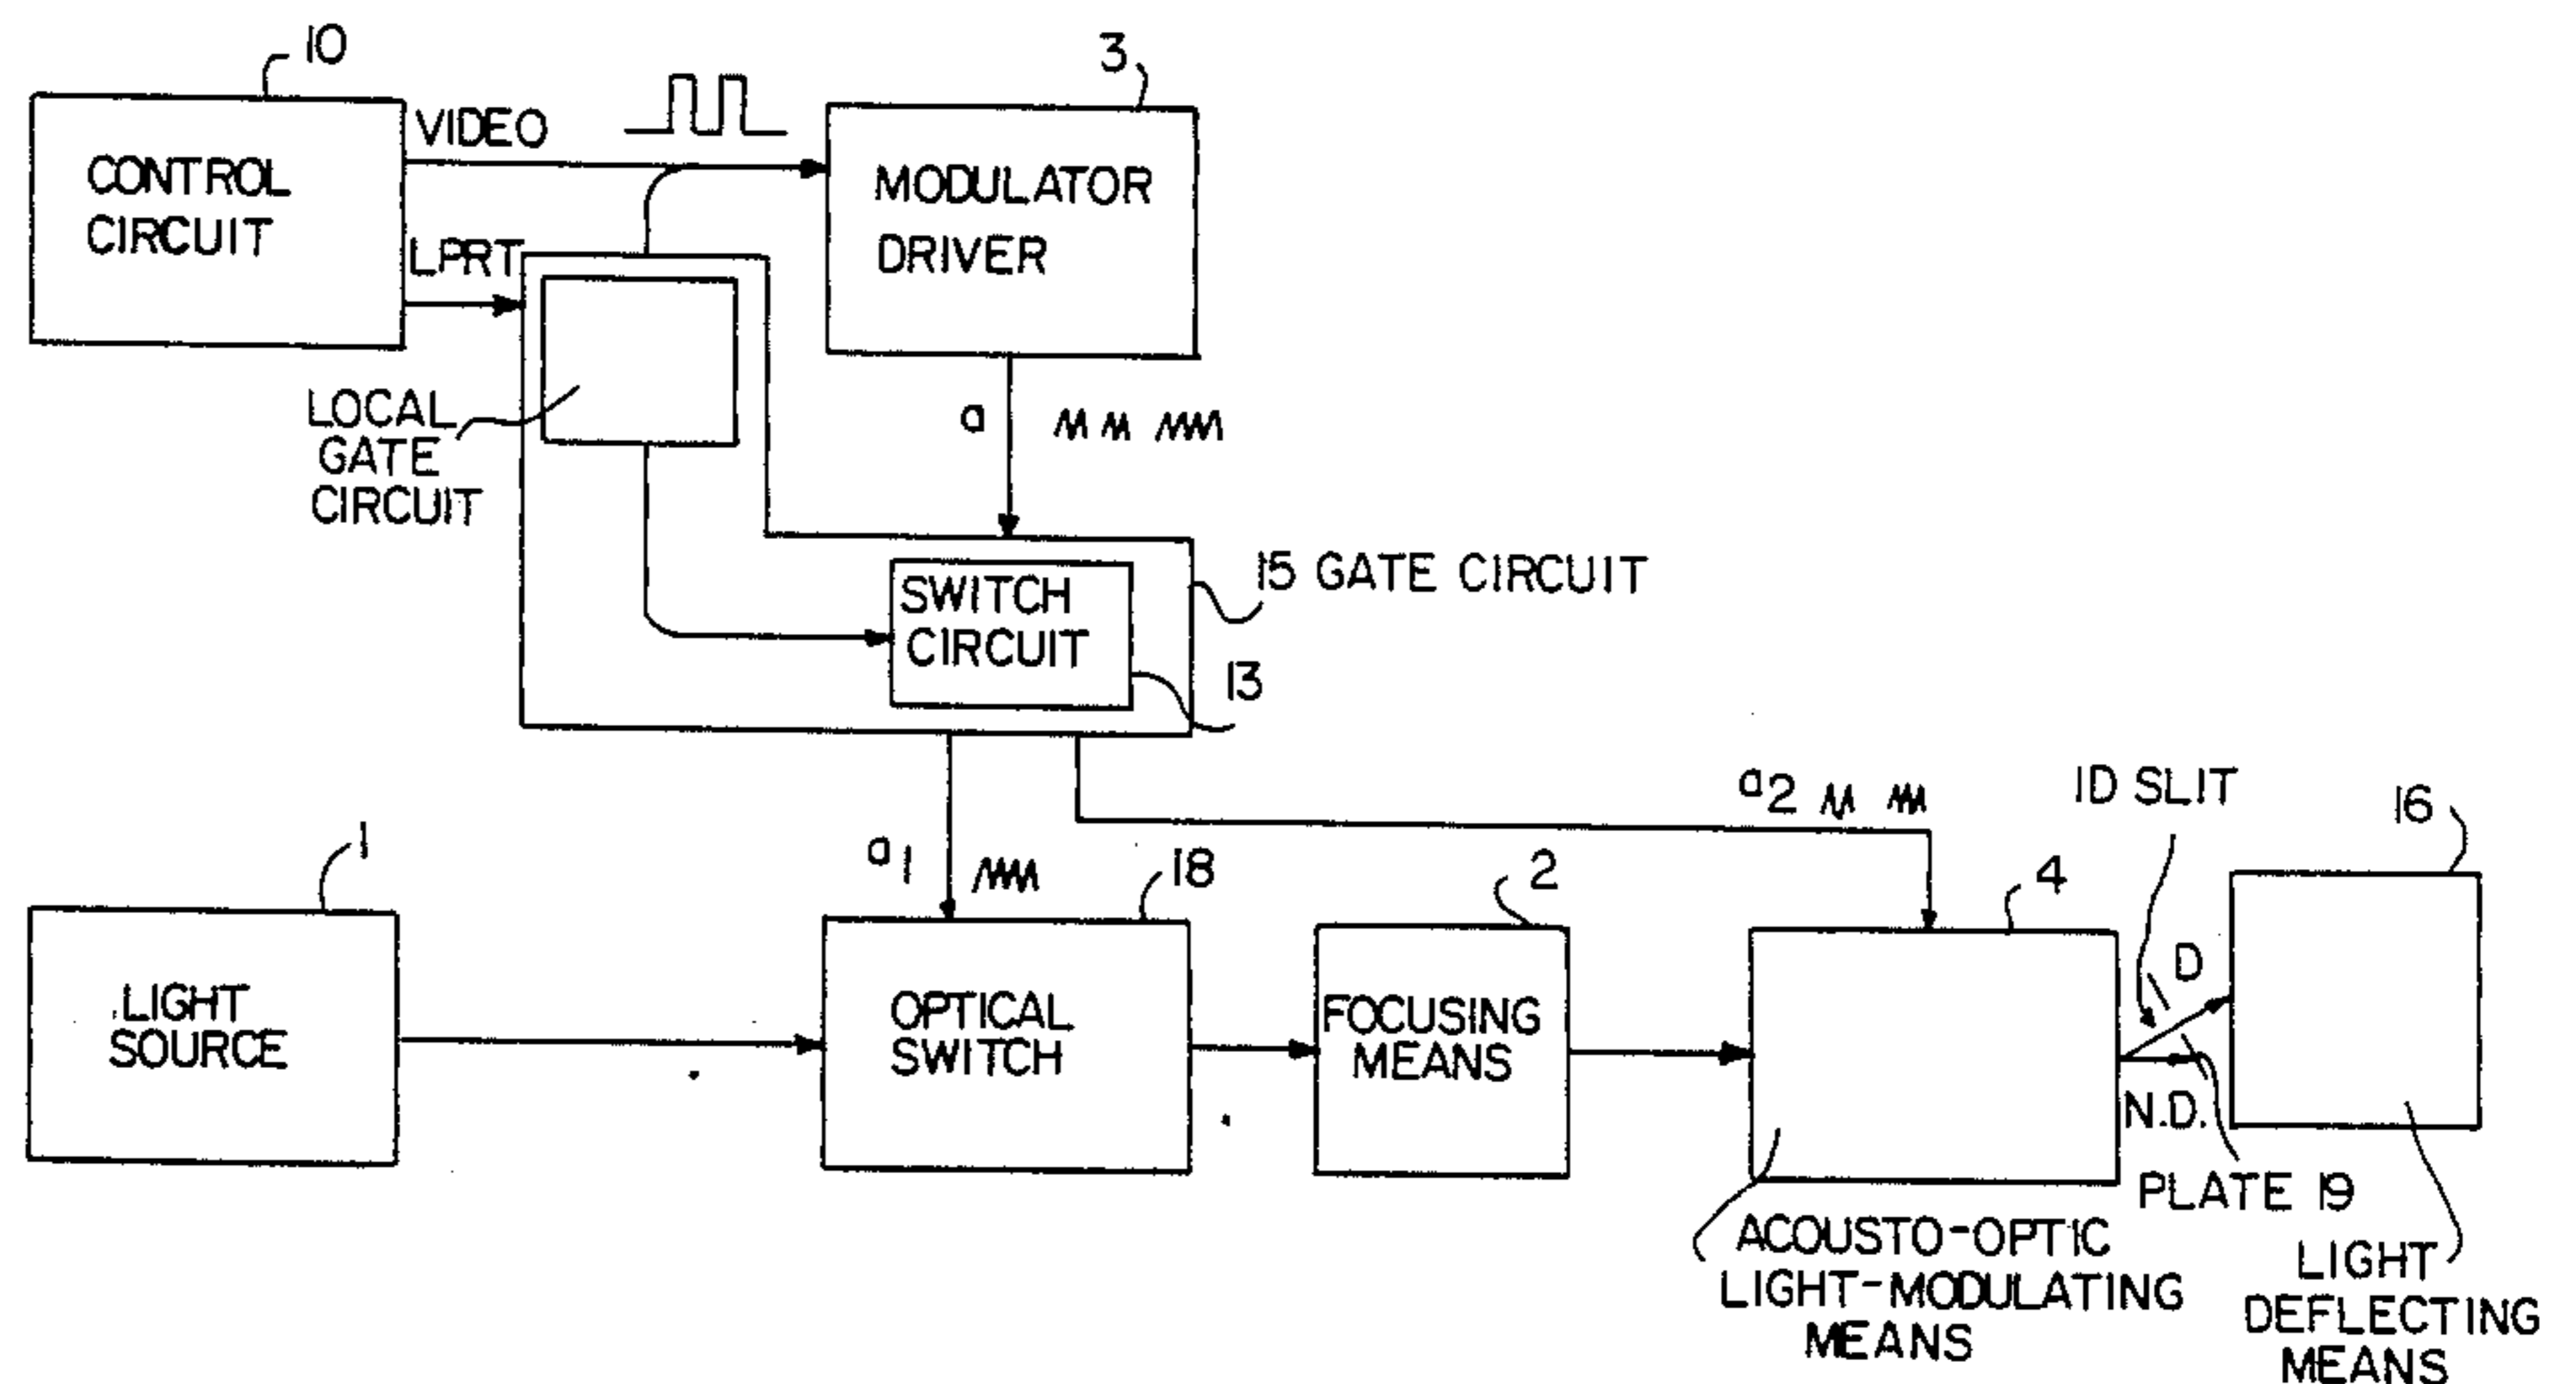 10
3
VIDEO
CONTROL
CIRCUIT
MODULATOR
DRIVER
LPRT
LOCAL
GATE
CIRCUIT
a
15 GATE CIRCUIT
SWITCH
CIRCUIT
13
a1
a2
1D SLIT
16
1
18
2
4
LIGHT
SOURCE
OPTICAL
SWITCH
FOCUSING
MEANS
D
N.D.
PLATE 19
ACOUSTO-OPTIC
LIGHT-MODULATING
MEANS
LIGHT
DEFLECTING
MEANS